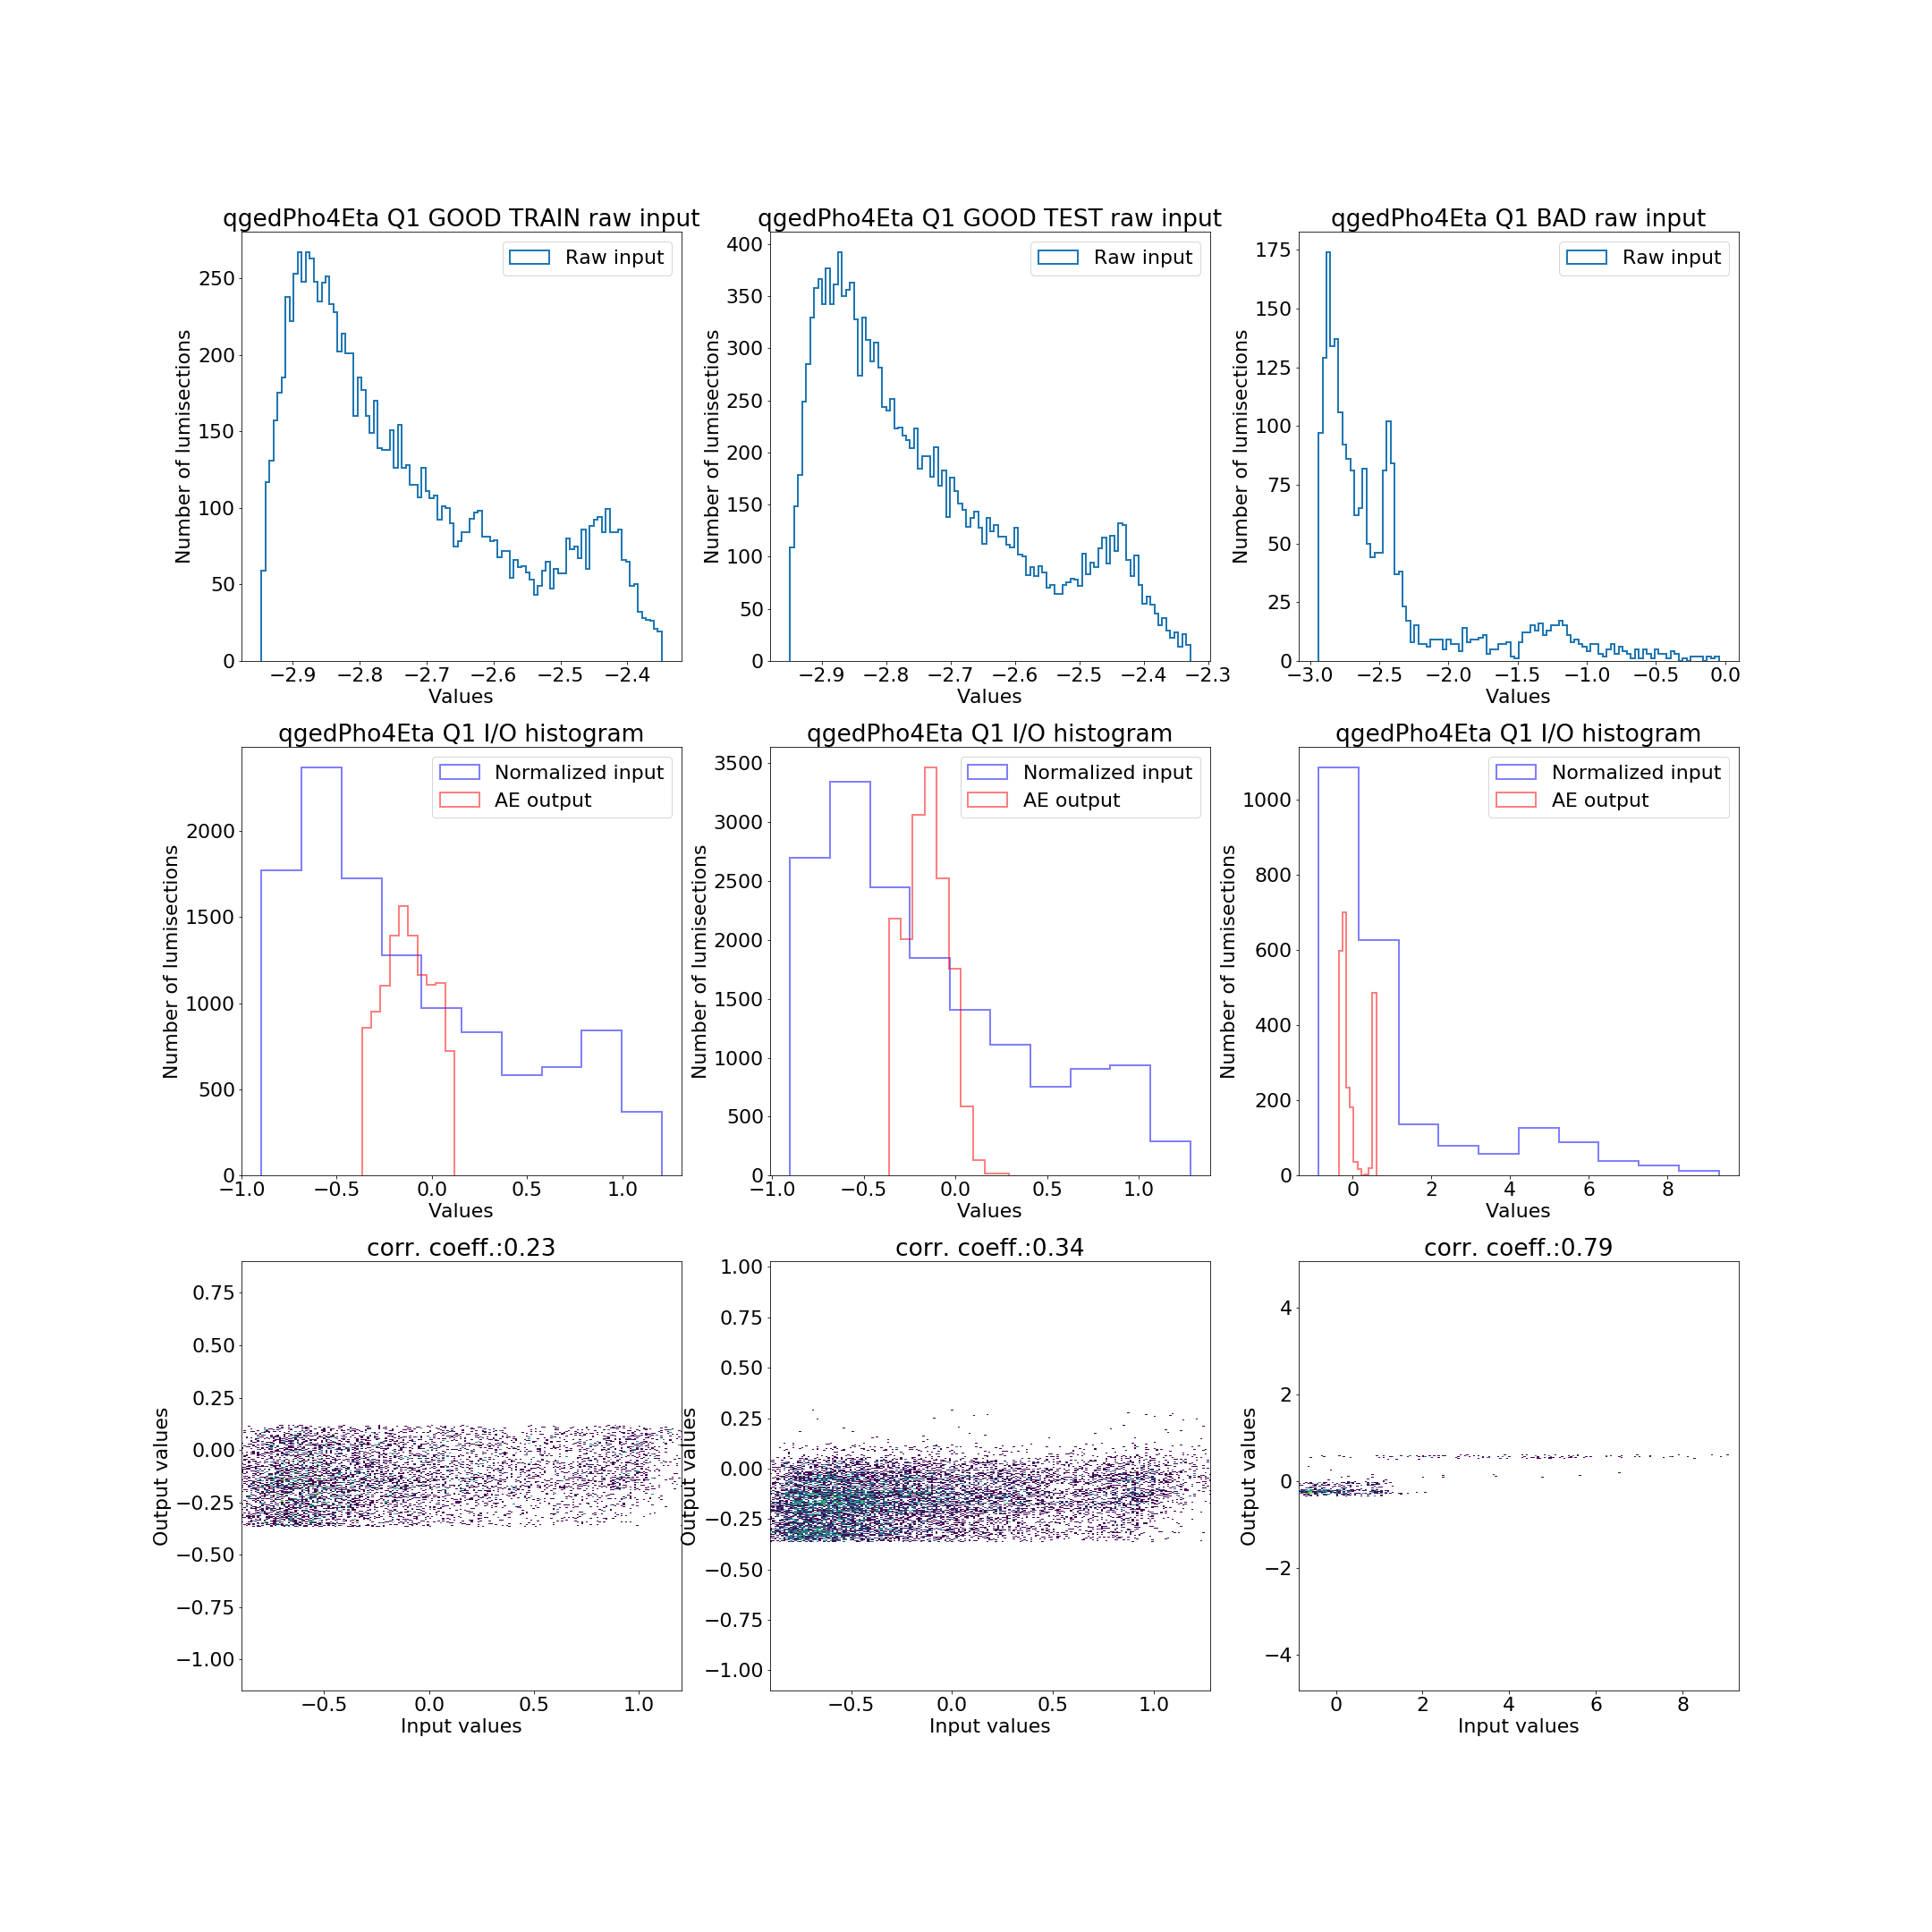 qgedPho4Eta Q1 GOOD TRAIN raw input
Raw input
Number of lumisections
0
50
100
150
200
250
−2.9 −2.8 −2.7 −2.6 −2.5 −2.4
Values
qgedPho4Eta Q1 GOOD TEST raw input
Raw input
Number of lumisections
0
50
100
150
200
250
300
350
400
−2.9 −2.8 −2.7 −2.6 −2.5 −2.4 −2.3
Values
qgedPho4Eta Q1 BAD raw input
Raw input
Number of lumisections
0
25
50
75
100
125
150
175
−3.0 −2.5 −2.0 −1.5 −1.0 −0.5 0.0
Values
qgedPho4Eta Q1 I/O histogram
Normalized input
AE output
Number of lumisections
0
500
1000
1500
2000
−1.0 −0.5 0.0 0.5 1.0
Values
qgedPho4Eta Q1 I/O histogram
Normalized input
AE output
Number of lumisections
0
500
1000
1500
2000
2500
3000
3500
−1.0 −0.5 0.0 0.5 1.0
Values
qgedPho4Eta Q1 I/O histogram
Normalized input
AE output
Number of lumisections
0
200
400
600
800
1000
0 2 4 6 8
Values
corr. coeff.:0.23
Output values
0.75
0.50
0.25
0.00
−0.25
−0.50
−0.75
−1.00
−0.5 0.0 0.5 1.0
Input values
corr. coeff.:0.34
Output values
1.00
0.75
0.50
0.25
0.00
−0.25
−0.50
−0.75
−1.00
−0.5 0.0 0.5 1.0
Input values
corr. coeff.:0.79
Output values
4
2
0
−2
−4
0 2 4 6 8
Input values